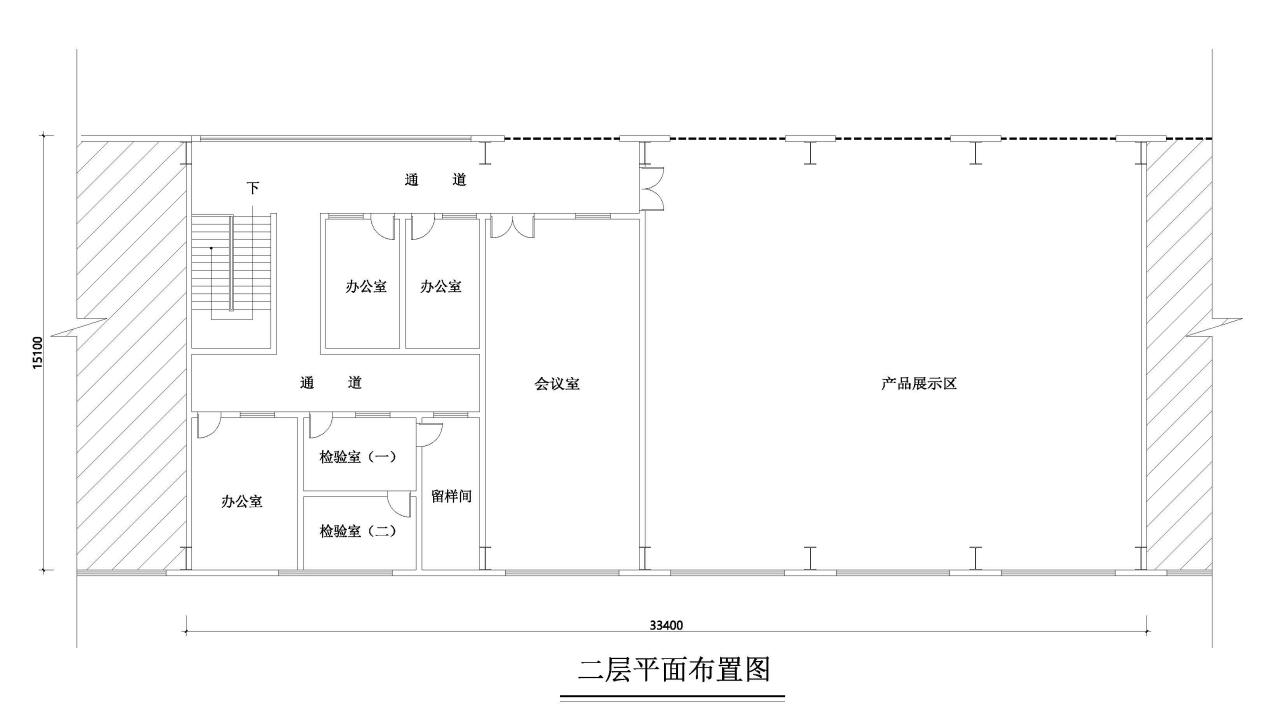 下
通 道
办公室
办公室
15100
通 道
会议室
产品展示区
检验室（一）
办公室
留样间
检验室（二）
33400
二层平面布置图